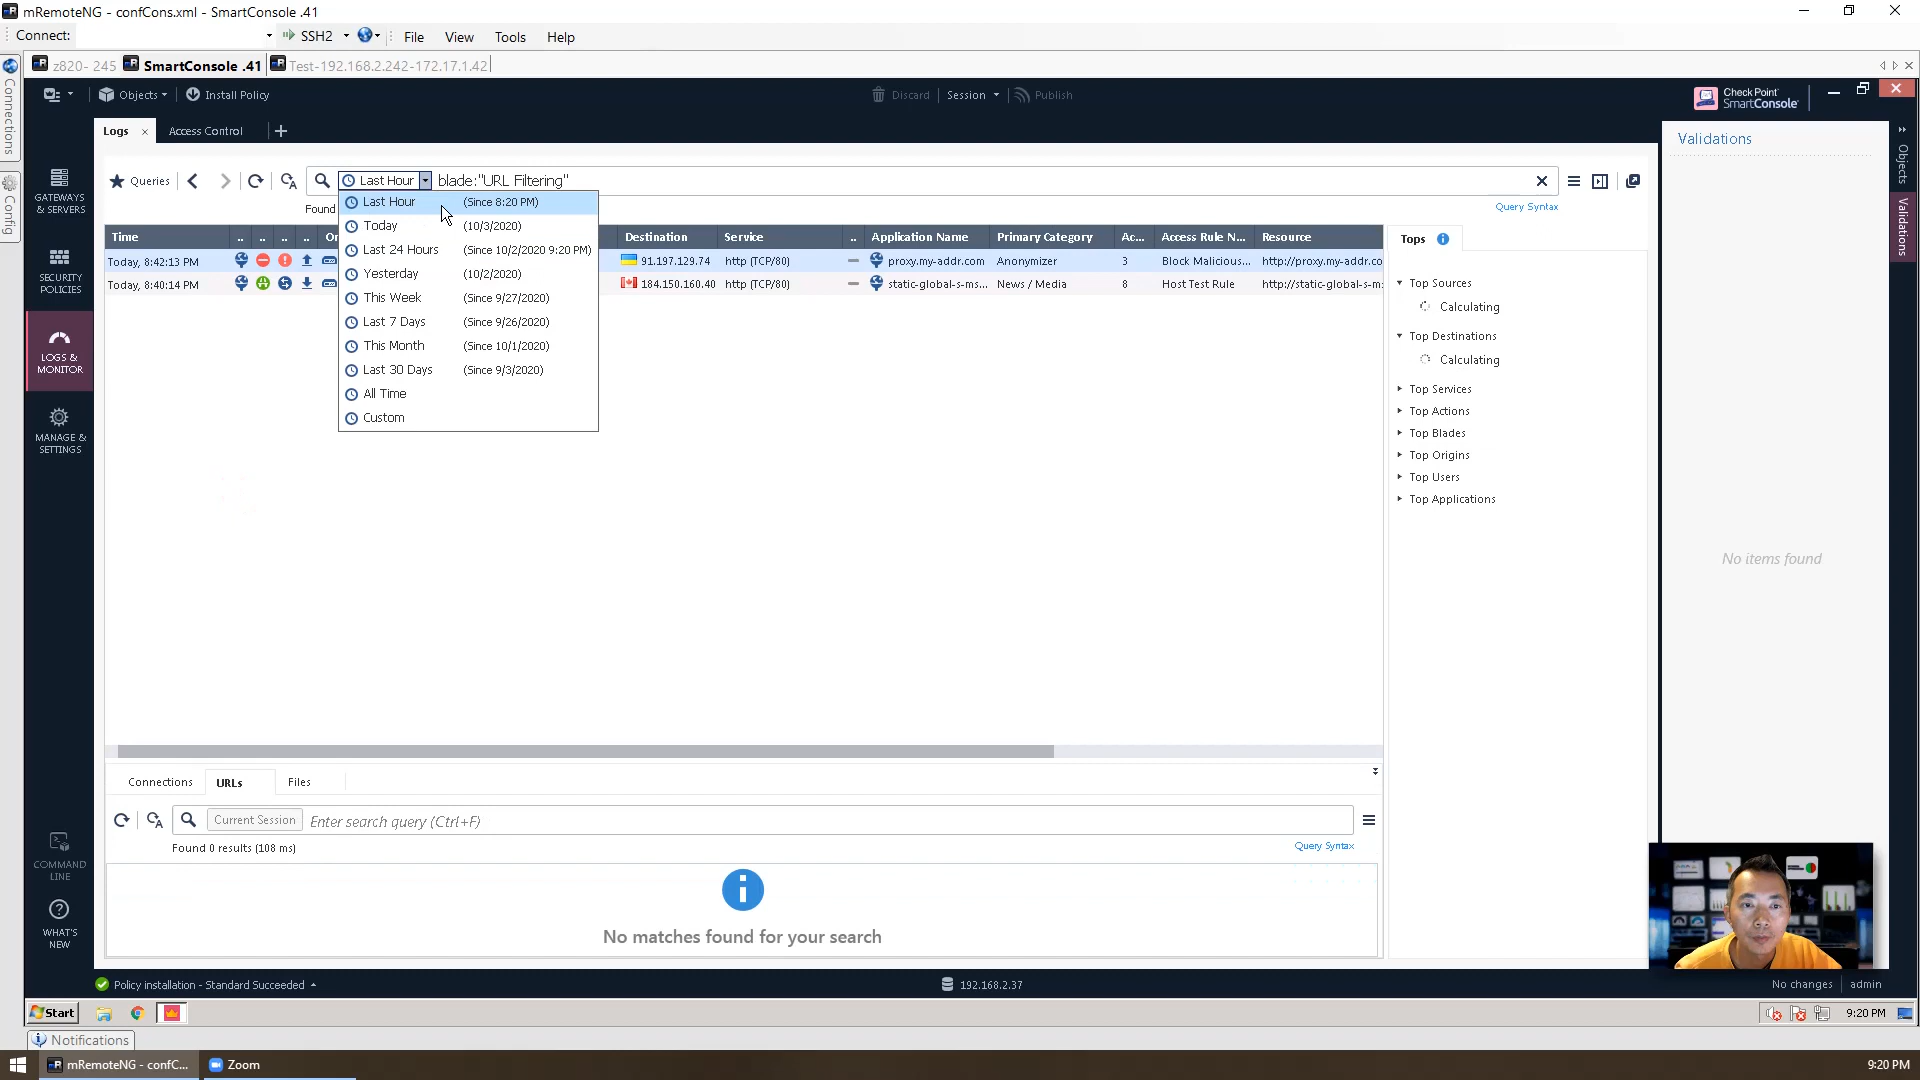 mRemoteNG - confCons.xml - SmartConsole .41
Connect: SSH2 File View Tools Help
z820- 245 SmartConsole .41 Test-192.168.2.242-172.17.1.42
Connections
Config
Objects Install Policy Discard Session Publish Check Point SmartConsole
Logs Access Control
Validations
Objects
Validations
GATEWAYS & SERVERS
SECURITY POLICIES
LOGS & MONITOR
MANAGE & SETTINGS
COMMAND LINE
WHAT'S NEW
Queries Last Hour blade:"URL Filtering"
Found
Query Syntax
Last Hour (Since 8:20 PM)
Today (10/3/2020)
Last 24 Hours (Since 10/2/2020 9:20 PM)
Yesterday (10/2/2020)
This Week (Since 9/27/2020)
Last 7 Days (Since 9/26/2020)
This Month (Since 10/1/2020)
Last 30 Days (Since 9/3/2020)
All Time
Custom
Time .. .. .. .. Or Destination Service .. Application Name Primary Category Ac... Access Rule N... Resource
Today, 8:42:13 PM 91.197.129.74 http (TCP/80) proxy.my-addr.com Anonymizer 3 Block Malicious... http://proxy.my-addr.co
Today, 8:40:14 PM 184.150.160.40 http (TCP/80) static-global-s-ms... News / Media 8 Host Test Rule http://static-global-s-ms
Tops
Top Sources
Calculating
Top Destinations
Calculating
Top Services
Top Actions
Top Blades
Top Origins
Top Users
Top Applications
No items found
Connections URLs Files
Current Session Enter search query (Ctrl+F)
Found 0 results (108 ms)
Query Syntax
No matches found for your search
Policy installation - Standard Succeeded 192.168.2.37 No changes admin
Start 9:20 PM
Notifications
mRemoteNG - confC... Zoom 9:20 PM